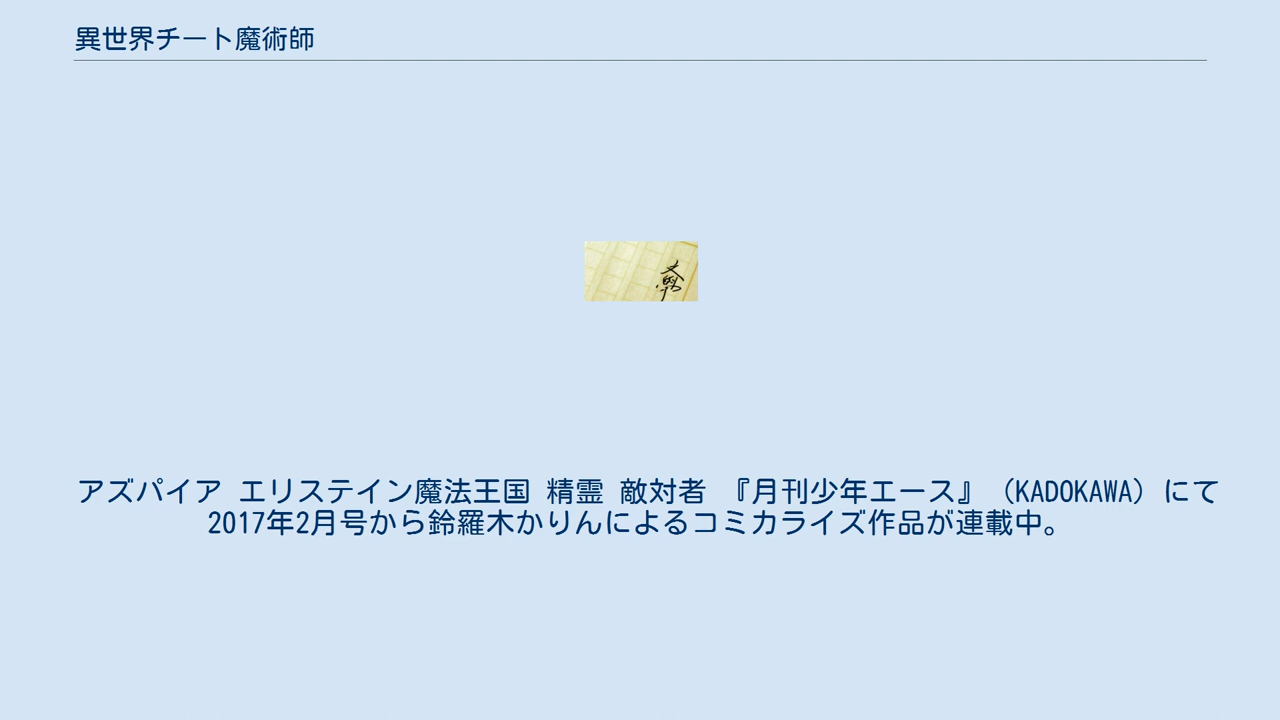 異世界チート魔術師
アズパイア エリステイン魔法王国 精霊 敵対者 『月刊少年エース』（KADOKAWA）にて
2017年2月号から鈴羅木かりんによるコミカライズ作品が連載中。